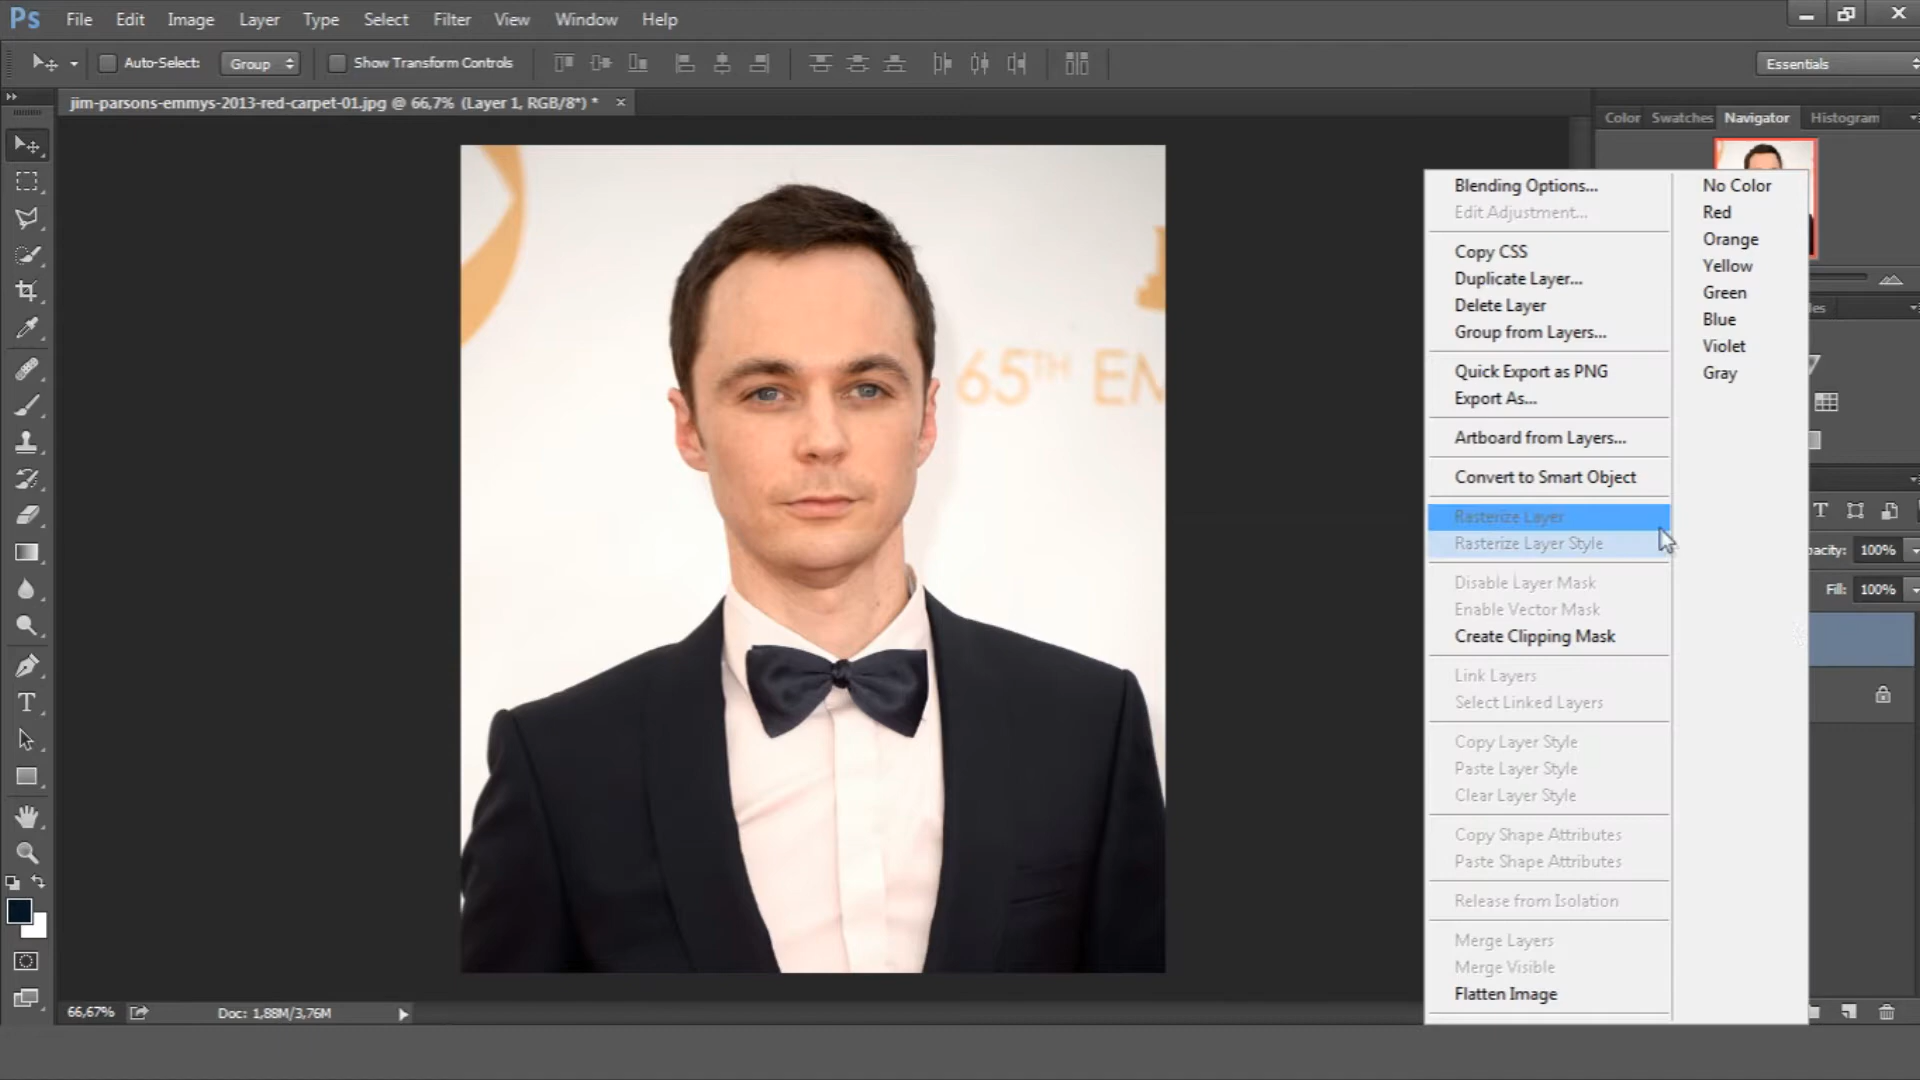 Ps File Edit Image Layer Type Select Filter View Window Help
Auto-Select: Group Show Transform Controls Essentials
jim-parsons-emmys-2013-red-carpet-01.jpg @ 66,7% (Layer 1, RGB/8*) * ×
Color Swatches Navigator Histogram
65TH EM
Blending Options...
Edit Adjustment...
Copy CSS
Duplicate Layer...
Delete Layer
Group from Layers...
Quick Export as PNG
Export As...
Artboard from Layers...
Convert to Smart Object
Rasterize Layer
Rasterize Layer Style
Disable Layer Mask
Enable Vector Mask
Create Clipping Mask
Link Layers
Select Linked Layers
Copy Layer Style
Paste Layer Style
Clear Layer Style
Copy Shape Attributes
Paste Shape Attributes
Release from Isolation
Merge Layers
Merge Visible
Flatten Image
No Color
Red
Orange
Yellow
Green
Blue
Violet
Gray
les
pacity: 100%
Fill: 100%
66,67% Doc: 1,88M/3,76M